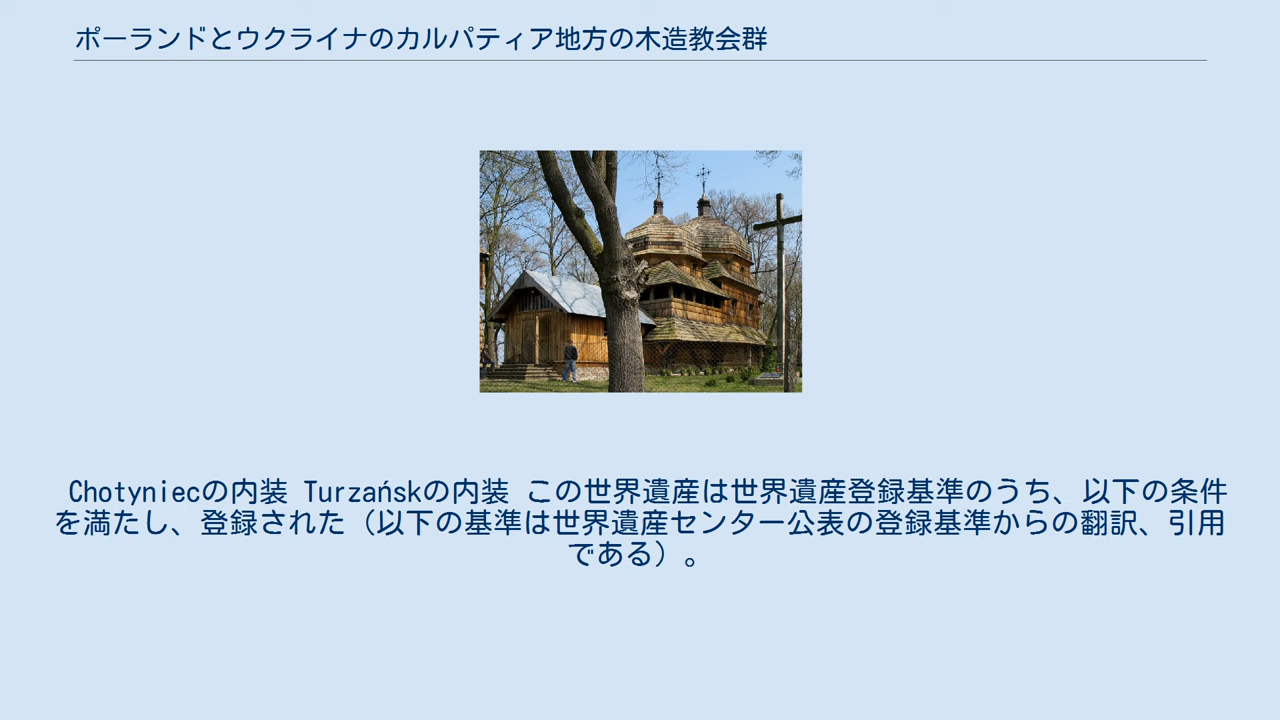 ポーランドとウクライナのカルパティア地方の木造教会群
Chotyniecの内装 Turzańskの内装 この世界遺産は世界遺産登録基準のうち、以下の条件
を満たし、登録された（以下の基準は世界遺産センター公表の登録基準からの翻訳、引用
である）。